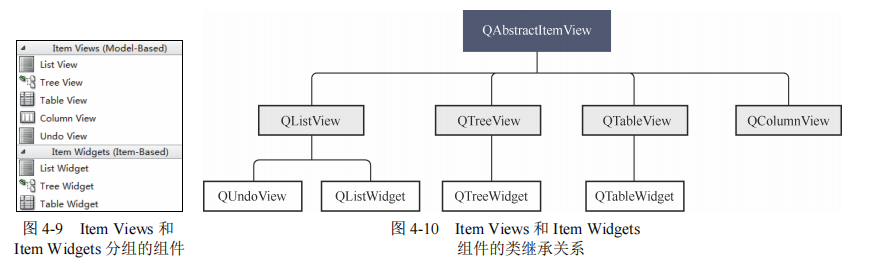 Item Views (Model-Based)
List View
Tree View
Table View
Column View
Undo View
Item Widgets (Item-Based)
List Widget
Tree Widget
Table Widget
图 4-9 Item Views 和
Item Widgets 分组的组件
QAbstractItemView
QListView
QTreeView
QTableView
QColumnView
QUndoView
QListWidget
QTreeWidget
QTableWidget
图 4-10 Item Views 和 Item Widgets
组件的类继承关系